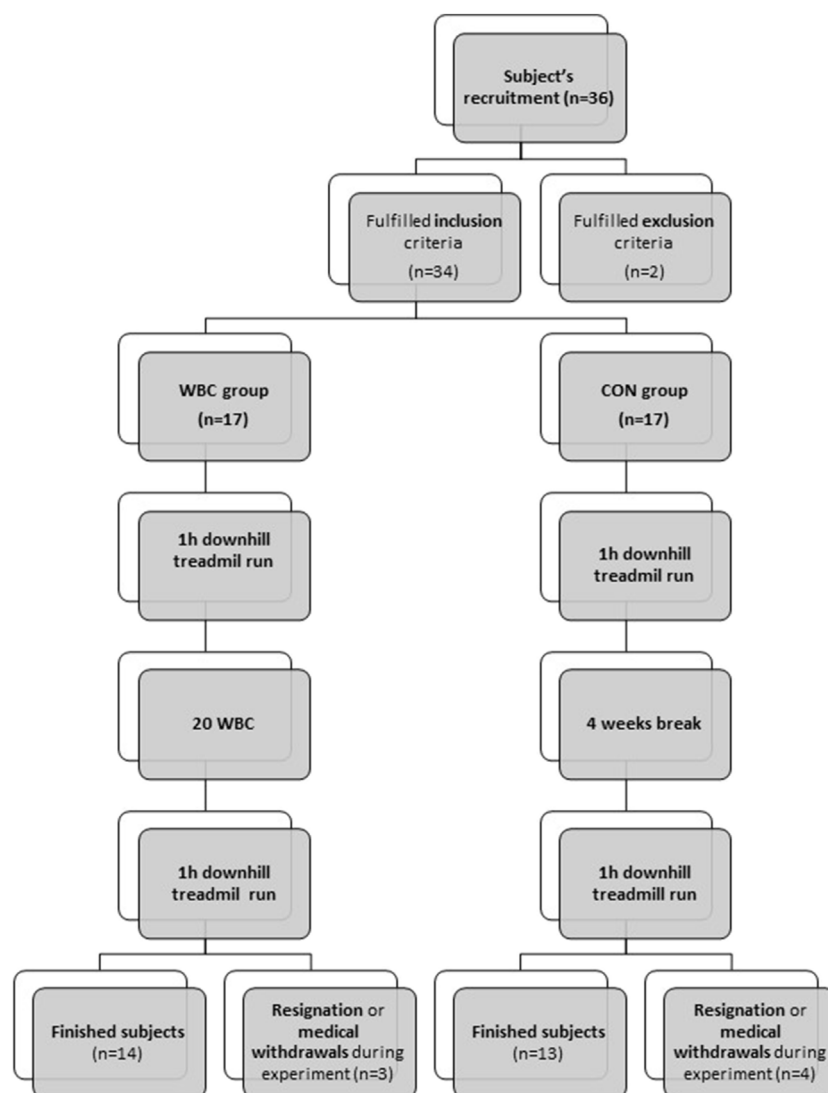 Subject's
recruitment (n=36)
Fulfilled inclusion
criteria
(n=34)
Fulfilled exclusion
criteria
(n=2)
WBC group
(n=17)
CON group
(n=17)
1h downhill
treadmil run
1h downhill
treadmil run
20 WBC
4 weeks break
1h downhill
treadmil run
1h downhill
treadmill run
Finished subjects
(n=14)
Resignation or
medical
withdrawals during
experiment (n=3)
Finished subjects
(n=13)
Resignation or
medical
withdrawals during
experiment (n=4)